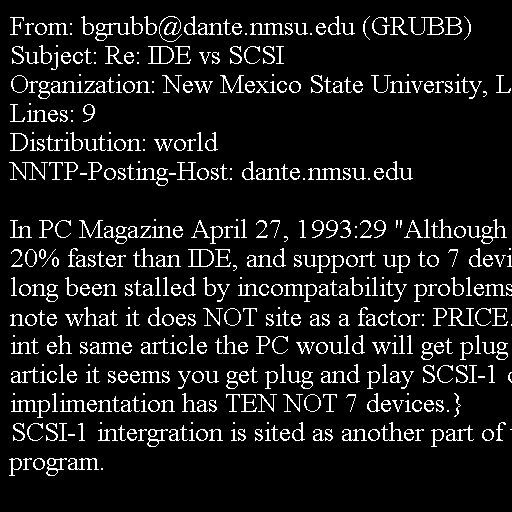 From: bgrubb@dante.nmsu.edu (GRUBB)
Subject: Re: IDE vs SCSI
Organization: New Mexico State University, L
Lines: 9
Distribution: world
NNTP-Posting-Host: dante.nmsu.edu

In PC Magazine April 27, 1993:29 "Although
20% faster than IDE, and support up to 7 devi
long been stalled by incompatability problems
note what it does NOT site as a factor: PRICE.
int eh same article the PC would will get plug
article it seems you get plug and play SCSI-1
implimentation has TEN NOT 7 devices.}
SCSI-1 intergration is sited as another part of
program.